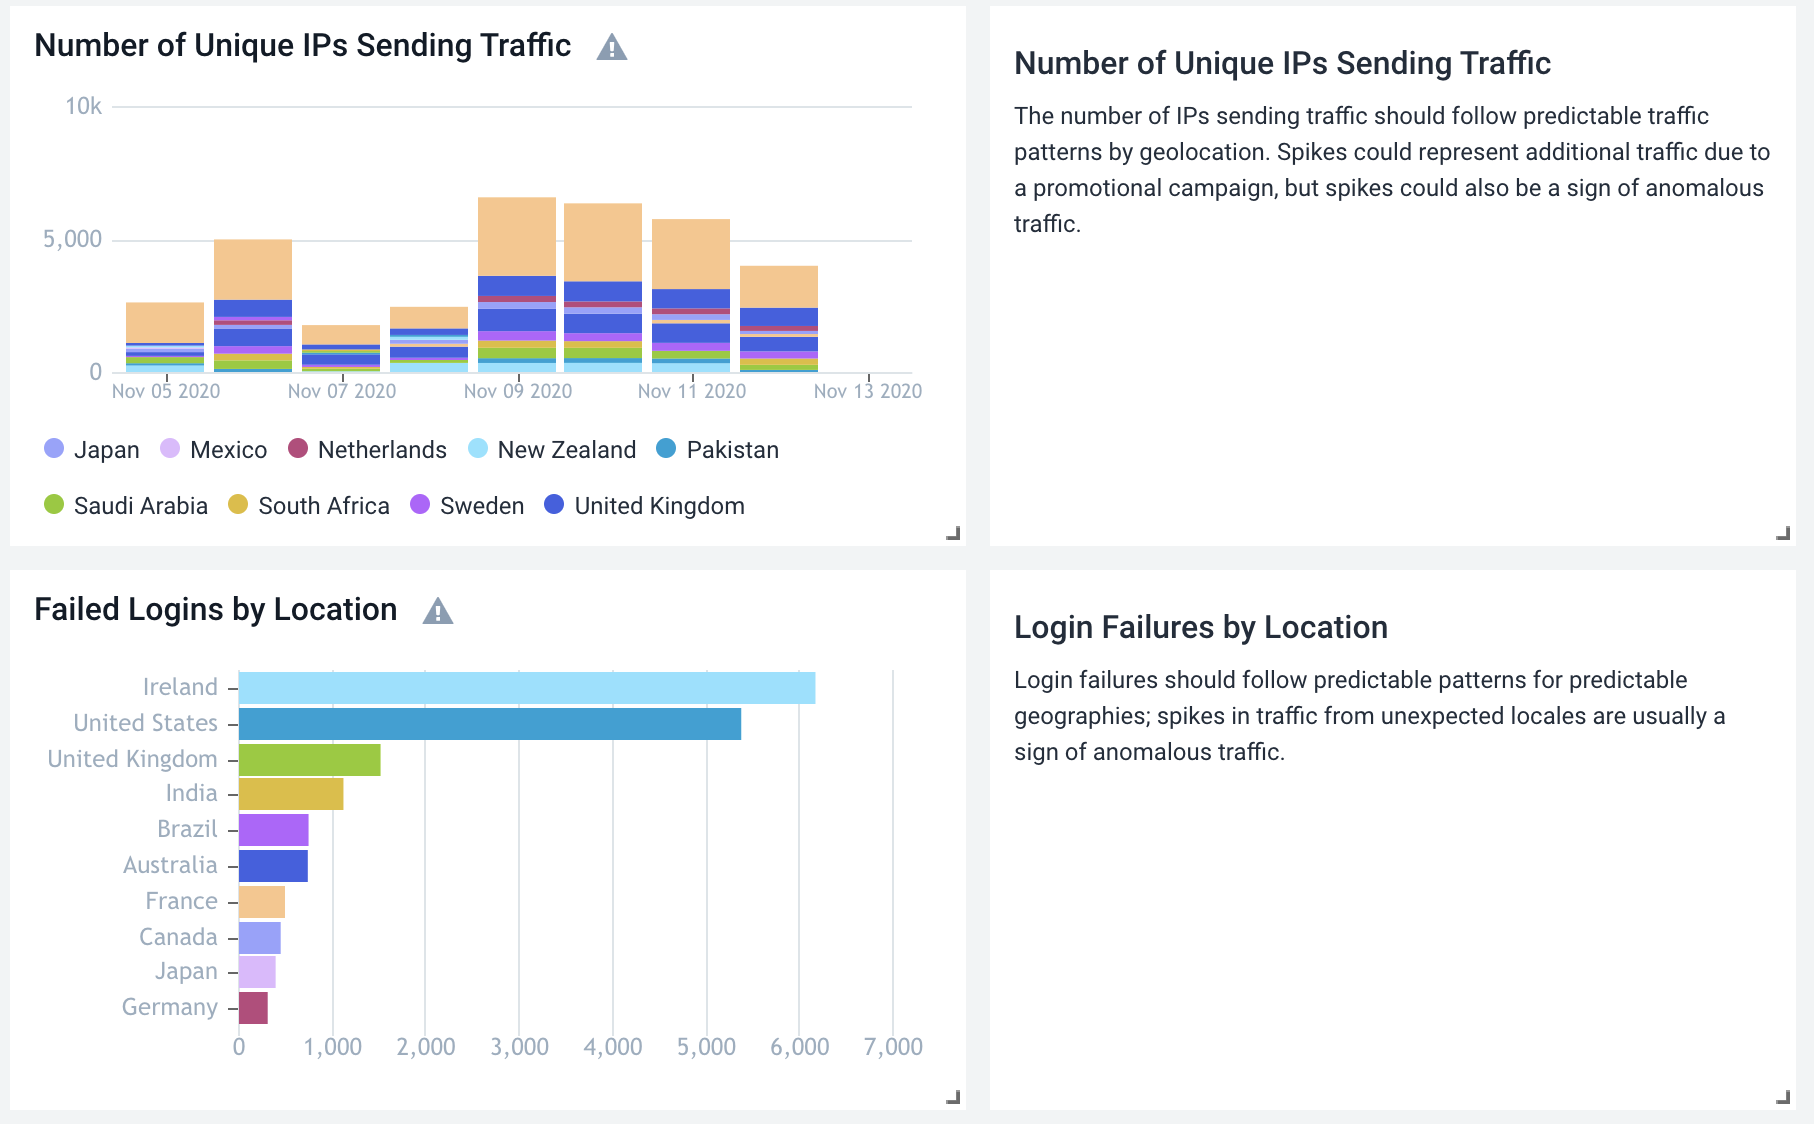 Number of Unique IPs Sending Traffic
10k
5,000
0
Nov 05 2020 Nov 07 2020 Nov 09 2020 Nov 11 2020 Nov 13 2020
Japan Mexico Netherlands New Zealand Pakistan
Saudi Arabia South Africa Sweden United Kingdom
Number of Unique IPs Sending Traffic
The number of IPs sending traffic should follow predictable traffic
patterns by geolocation. Spikes could represent additional traffic due to
a promotional campaign, but spikes could also be a sign of anomalous
traffic.
Failed Logins by Location
Ireland
United States
United Kingdom
India
Brazil
Australia
France
Canada
Japan
Germany
0 1,000 2,000 3,000 4,000 5,000 6,000 7,000
Login Failures by Location
Login failures should follow predictable patterns for predictable
geographies; spikes in traffic from unexpected locales are usually a
sign of anomalous traffic.